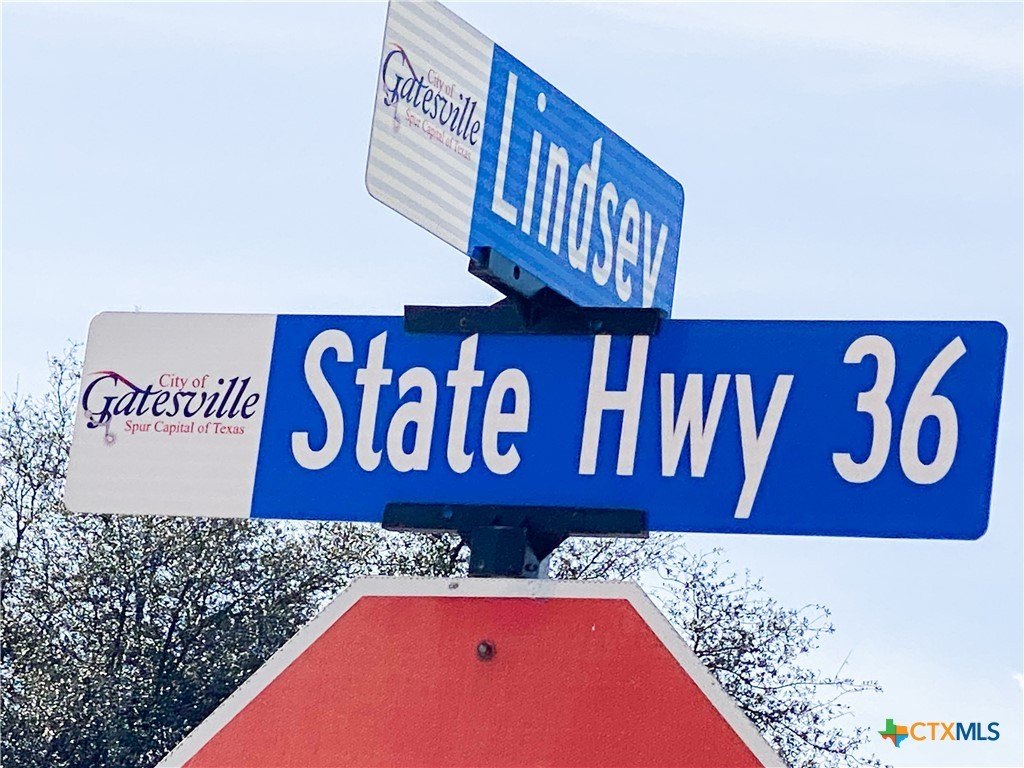 City of
Gatesville
Spur Capital of Texas
Lindsey
City of
Gatesville
Spur Capital of Texas
State Hwy 36
CTXMLS